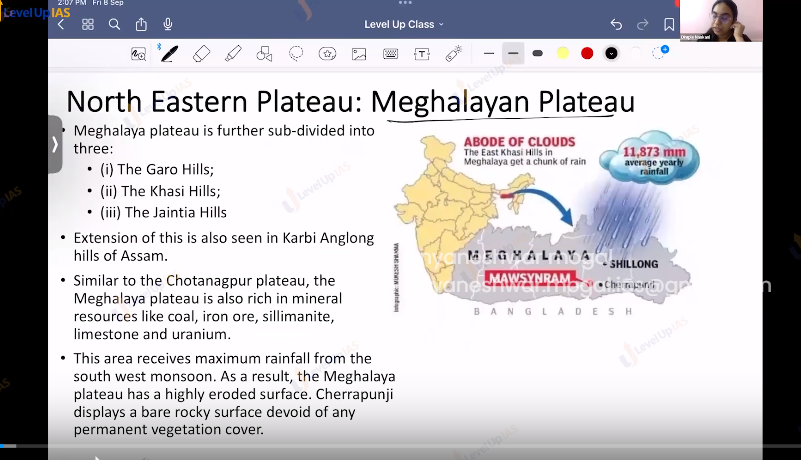 2:07 PM Fri 8 Sep
LevelUp IAS
Level Up Class
North Eastern Plateau: Meghalayan Plateau
• Meghalaya plateau is further sub-divided into
three:
• (i) The Garo Hills;
• (ii) The Khasi Hills;
• (iii) The Jaintia Hills
• Extension of this is also seen in Karbi Anglong
hills of Assam.
• Similar to the Chotanagpur plateau, the
Meghalaya plateau is also rich in mineral
resources like coal, iron ore, sillimanite,
limestone and uranium.
• This area receives maximum rainfall from the
south west monsoon. As a result, the Meghalaya
plateau has a highly eroded surface. Cherrapunji
displays a bare rocky surface devoid of any
permanent vegetation cover.
ABODE OF CLOUDS
The East Khasi Hills in
Meghalaya get a chunk of rain
11,873 mm
average yearly
rainfall
MEGHALAYA
SHILLONG
MAWSYNRAM
Cherrapunji
BANGLADESH
LevelUp IAS